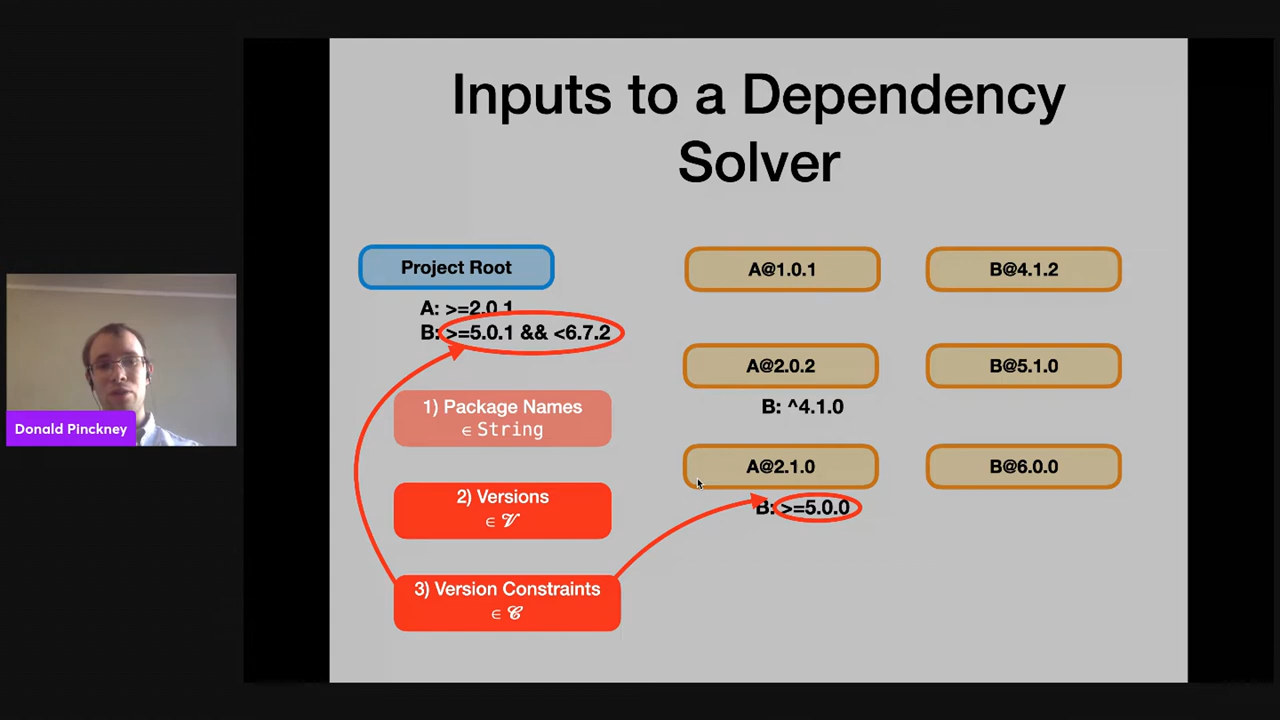 Inputs to a Dependency
Solver
Project Root
A: >=2.0.1
B: >=5.0.1 && <6.7.2
1) Package Names
∈ String
2) Versions
∈ 𝒱
3) Version Constraints
∈ 𝒞
A@1.0.1
B@4.1.2
A@2.0.2
B@5.1.0
B: ^4.1.0
A@2.1.0
B@6.0.0
B: >=5.0.0
Donald Pinckney